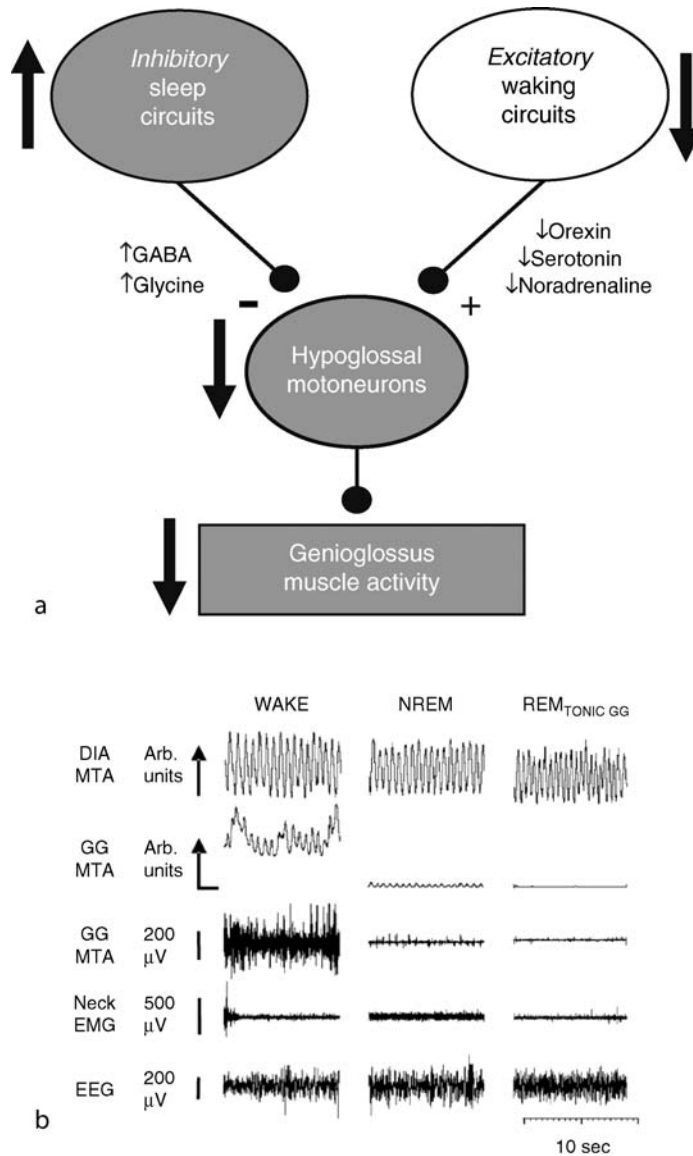 Inhibitory
sleep
circuits
Excitatory
waking
circuits
↑GABA
↑Glycine
↓Orexin
↓Serotonin
↓Noradrenaline
−
+
Hypoglossal
motoneurons
Genioglossus
muscle activity
a
WAKE NREM REM TONIC GG
DIA Arb.
MTA units
GG Arb.
MTA units
GG 200
MTA µV
Neck 500
EMG µV
EEG 200
µV
b
10 sec